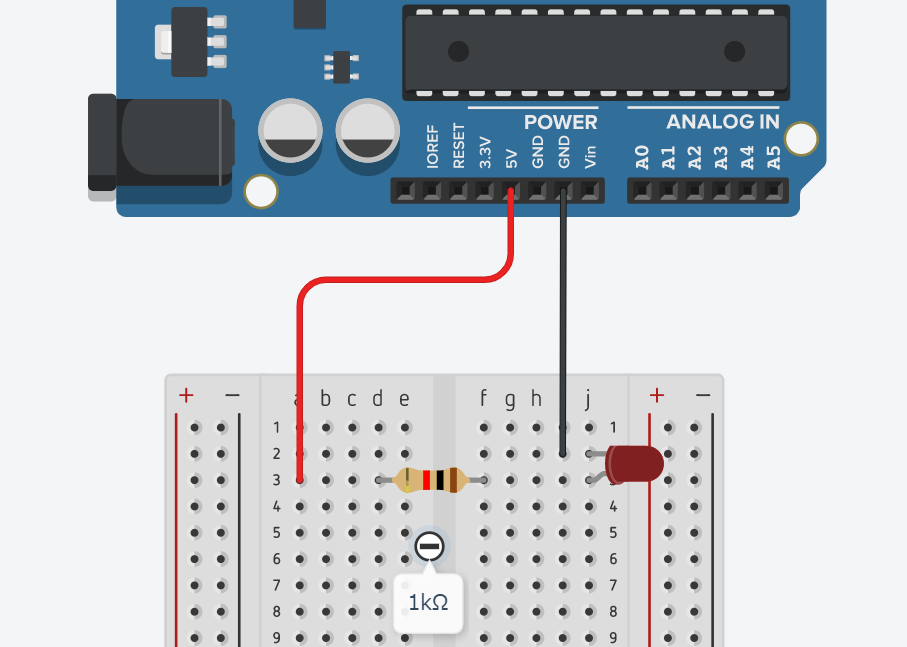 POWER
ANALOG IN
IOREF
RESET
3.3V
5V
GND
GND
Vin
A0
A1
A2
A3
A4
A5
+ − a b c d e f g h j + −
1 1
2 2
3 3
4 4
5 5
6 6
7 7
8 8
9 9
1kΩ